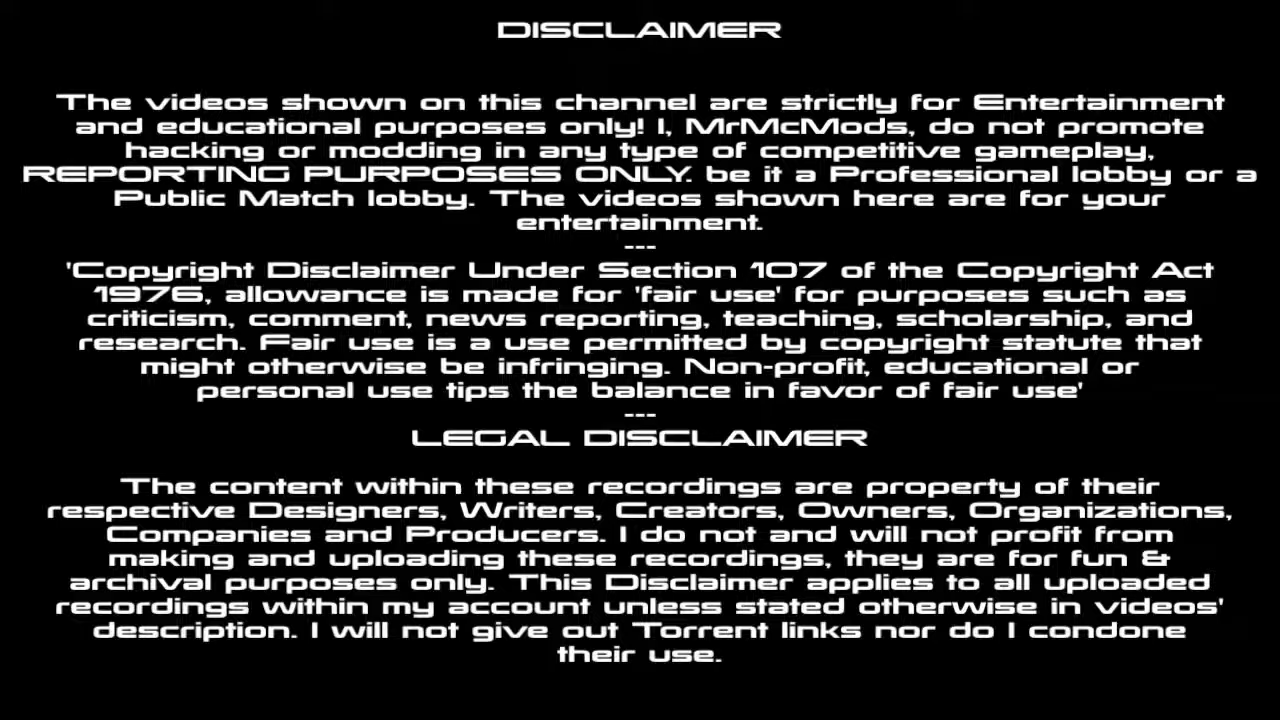 DISCLAIMER
The videos shown on this channel are strictly for Entertainment
and educational purposes only! I, MrMcMods, do not promote
hacking or modding in any type of competitive gameplay,
REPORTING PURPOSES ONLY. be it a Professional lobby or a
Public Match lobby. The videos shown here are for your
entertainment.
---
'Copyright Disclaimer Under Section 107 of the Copyright Act
1976, allowance is made for 'fair use' for purposes such as
criticism, comment, news reporting, teaching, scholarship, and
research. Fair use is a use permitted by copyright statute that
might otherwise be infringing. Non-profit, educational or
personal use tips the balance in favor of fair use'
---
LEGAL DISCLAIMER
The content within these recordings are property of their
respective Designers, Writers, Creators, Owners, Organizations,
Companies and Producers. I do not and will not profit from
making and uploading these recordings, they are for fun &
archival purposes only. This Disclaimer applies to all uploaded
recordings within my account unless stated otherwise in videos'
description. I will not give out Torrent links nor do I condone
their use.